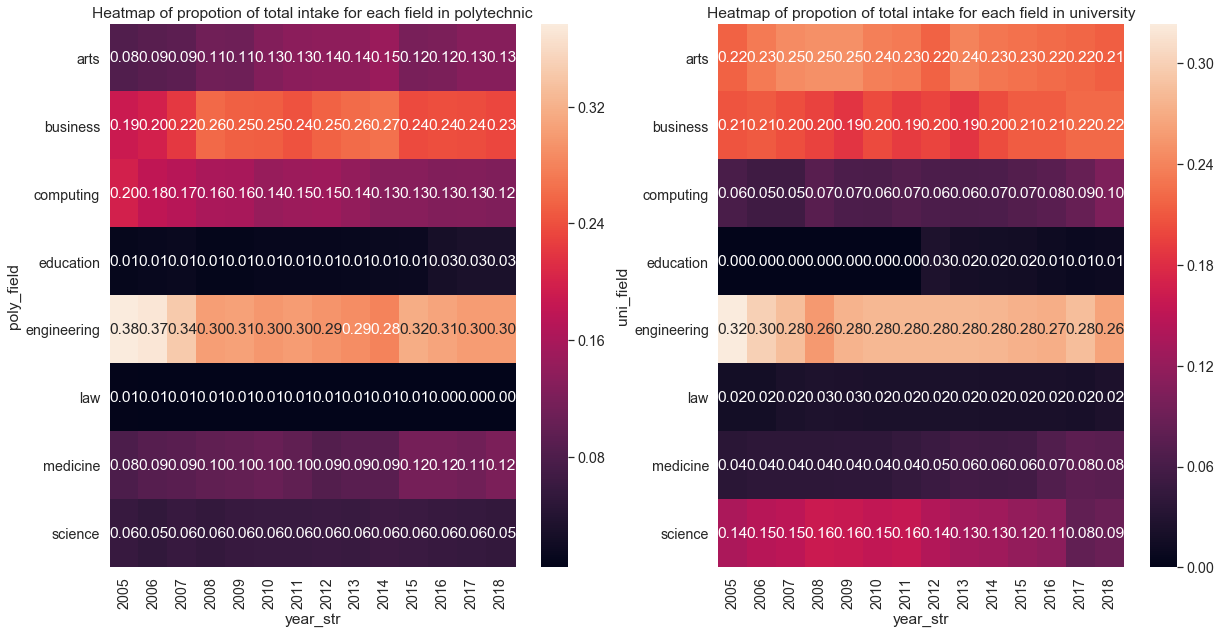 Heatmap of propotion of total intake for each field in polytechnic
arts 0.08 0.09 0.09 0.11 0.11 0.13 0.13 0.14 0.14 0.15 0.12 0.12 0.13 0.13
business 0.19 0.20 0.22 0.26 0.25 0.25 0.24 0.25 0.26 0.27 0.24 0.24 0.24 0.23
computing 0.20 0.18 0.17 0.16 0.16 0.14 0.15 0.15 0.14 0.13 0.13 0.13 0.13 0.12
education 0.01 0.01 0.01 0.01 0.01 0.01 0.01 0.01 0.01 0.01 0.01 0.03 0.03 0.03
engineering 0.38 0.37 0.34 0.30 0.31 0.30 0.30 0.29 0.29 0.28 0.32 0.31 0.30 0.30
law 0.01 0.01 0.01 0.01 0.01 0.01 0.01 0.01 0.01 0.01 0.01 0.00 0.00 0.00
medicine 0.08 0.09 0.09 0.10 0.10 0.10 0.10 0.09 0.09 0.09 0.12 0.12 0.11 0.12
science 0.06 0.05 0.06 0.06 0.06 0.06 0.06 0.06 0.06 0.06 0.06 0.06 0.06 0.05
poly_field
2005 2006 2007 2008 2009 2010 2011 2012 2013 2014 2015 2016 2017 2018
year_str
0.32
0.24
0.16
0.08
Heatmap of propotion of total intake for each field in university
arts 0.22 0.23 0.25 0.25 0.25 0.24 0.23 0.22 0.24 0.23 0.23 0.22 0.22 0.21
business 0.21 0.21 0.20 0.20 0.19 0.20 0.19 0.20 0.19 0.20 0.21 0.21 0.22 0.22
computing 0.06 0.05 0.05 0.07 0.07 0.06 0.07 0.06 0.06 0.07 0.07 0.08 0.09 0.10
education 0.00 0.00 0.00 0.00 0.00 0.00 0.00 0.03 0.02 0.02 0.02 0.01 0.01 0.01
engineering 0.32 0.30 0.28 0.26 0.28 0.28 0.28 0.28 0.28 0.28 0.28 0.27 0.28 0.26
law 0.02 0.02 0.02 0.03 0.03 0.02 0.02 0.02 0.02 0.02 0.02 0.02 0.02 0.02
medicine 0.04 0.04 0.04 0.04 0.04 0.04 0.04 0.05 0.06 0.06 0.06 0.07 0.08 0.08
science 0.14 0.15 0.15 0.16 0.16 0.15 0.16 0.14 0.13 0.13 0.12 0.11 0.08 0.09
uni_field
2005 2006 2007 2008 2009 2010 2011 2012 2013 2014 2015 2016 2017 2018
year_str
0.30
0.24
0.18
0.12
0.06
0.00